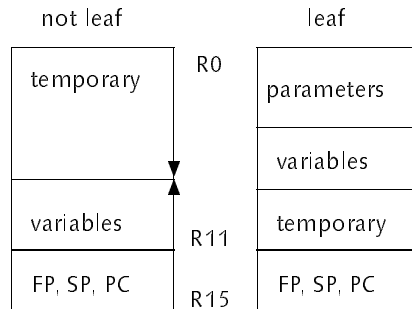 not leaf
leaf
temporary
R0
parameters
variables
variables
R11
temporary
FP, SP, PC
R15
FP, SP, PC